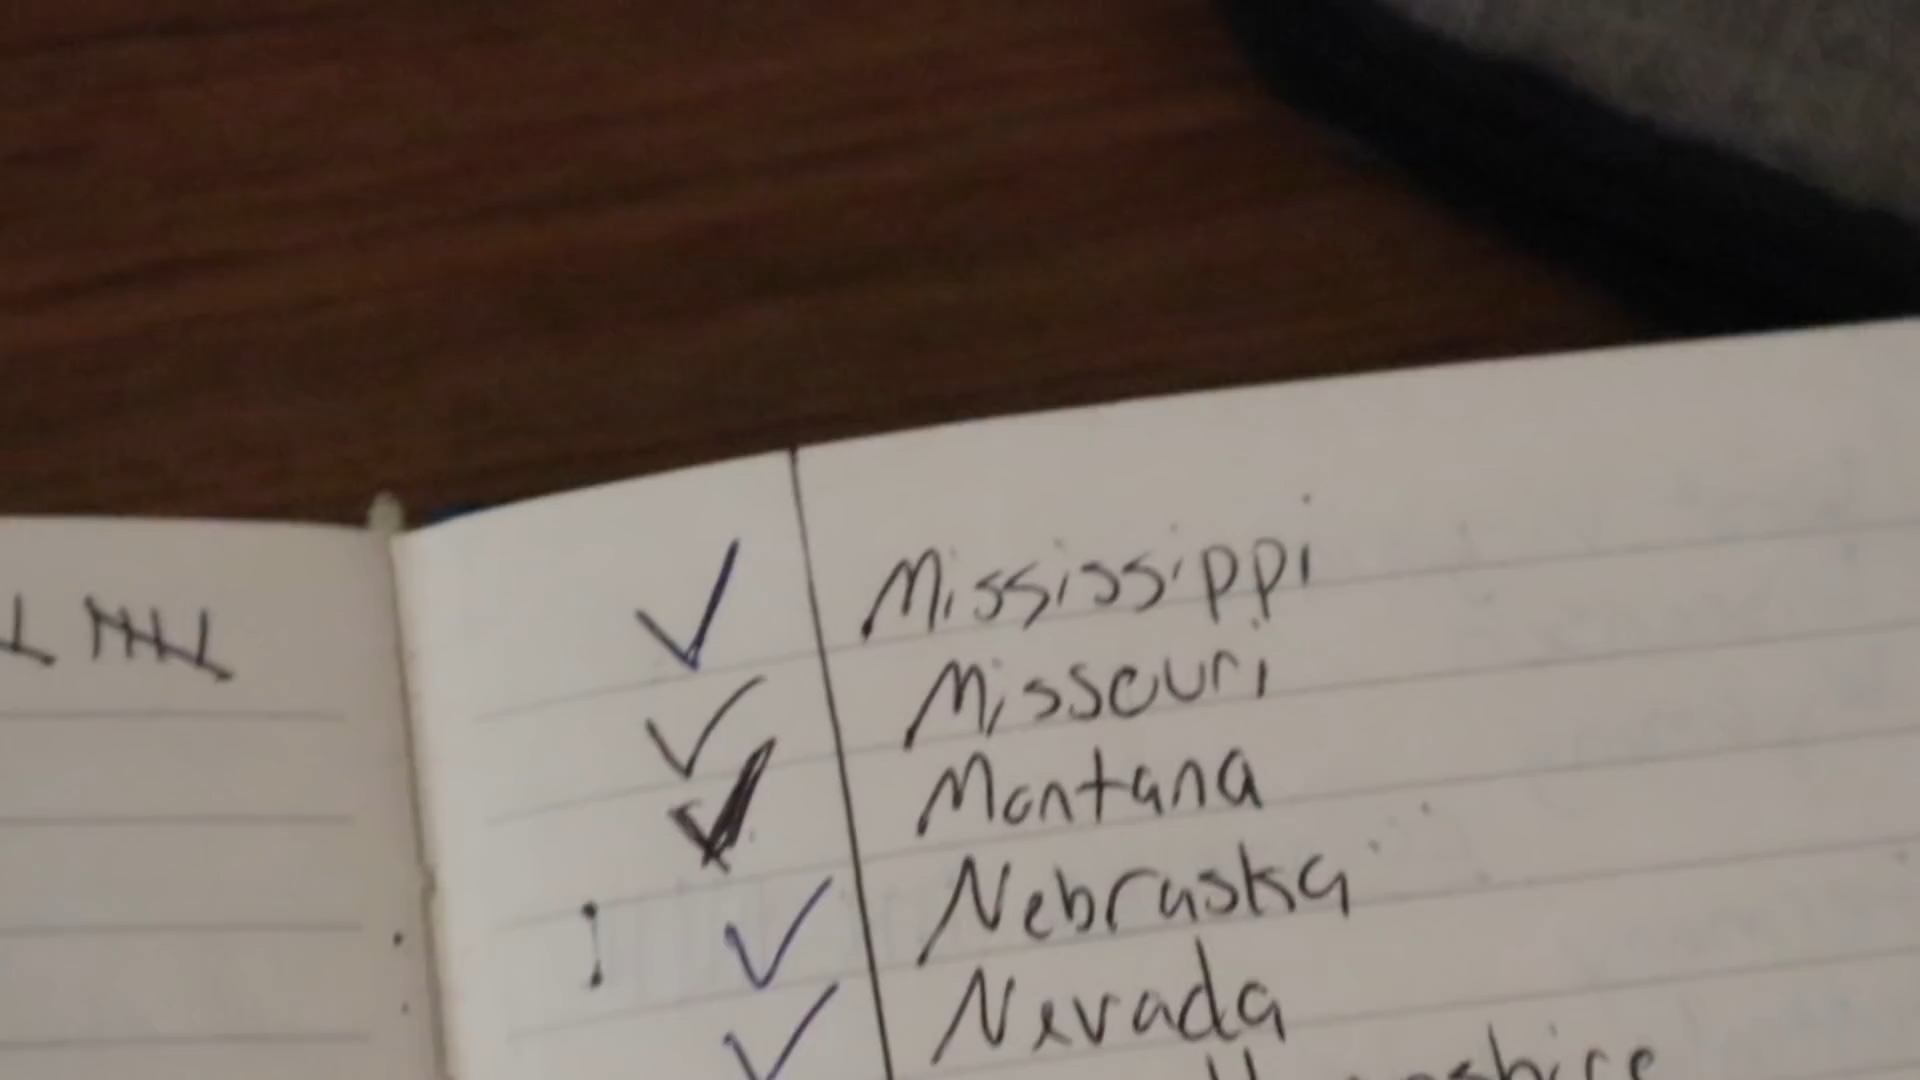 ✓ Mississippi
✓ Missouri
✓ Montana
✓ Nebraska
✓ Nevada